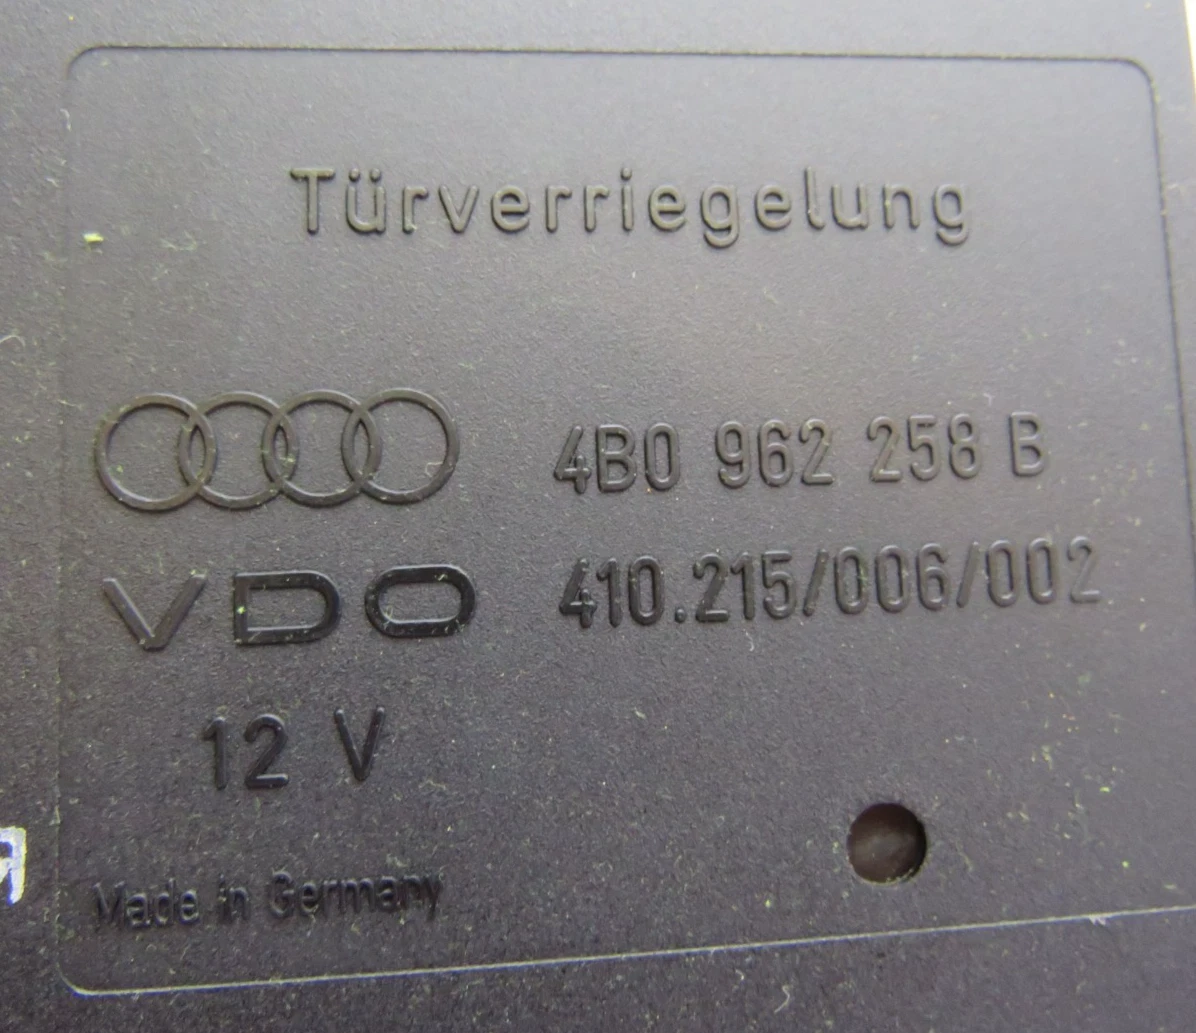 Türverriegelung
4B0 962 258 B
VDO 410.215/006/002
12 V
Made in Germany